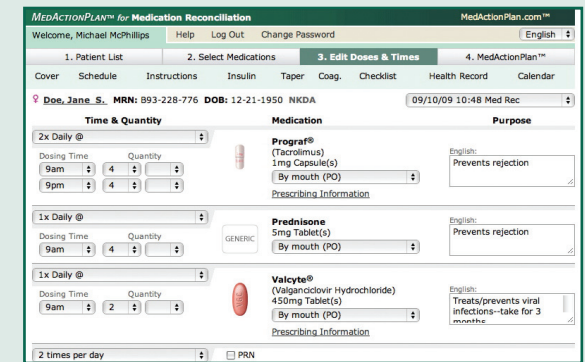 MEDACTIONPLAN™ for Medication Reconciliation MedActionPlan.com™
Welcome, Michael McPhillips Help Log Out Change Password English
1. Patient List 2. Select Medications 3. Edit Doses & Times 4. MedActionPlan™
Cover Schedule Instructions Insulin Taper Coag. Checklist Health Record Calendar
♀ Doe, Jane S. MRN: B93-228-776 DOB: 12-21-1950 NKDA 09/10/09 10:48 Med Rec
Time & Quantity Medication Purpose
2x Daily @
Dosing Time Quantity
9am 4
9pm 4
Prograf®
(Tacrolimus)
1mg Capsule(s)
By mouth (PO)
Prescribing Information
English:
Prevents rejection
1x Daily @
Dosing Time Quantity
9am 4
GENERIC
Prednisone
5mg Tablet(s)
By mouth (PO)
English:
Prevents rejection
1x Daily @
Dosing Time Quantity
9am 2
Valcyte®
(Valganciclovir Hydrochloride)
450mg Tablet(s)
By mouth (PO)
Prescribing Information
English:
Treats/prevents viral
infections--take for 3
months
2 times per day PRN